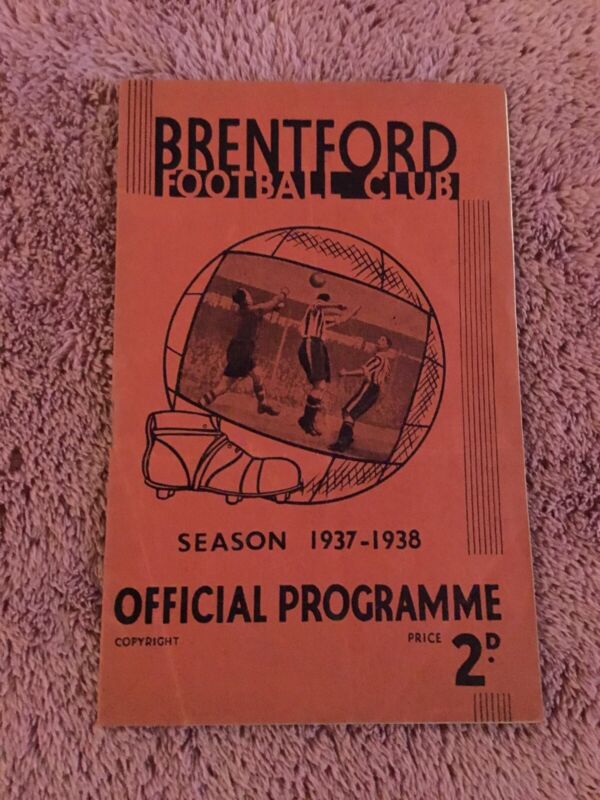 BRENTFORD
FOOTBALL CLUB
SEASON 1937-1938
OFFICIAL PROGRAMME
COPYRIGHT
PRICE 2D.